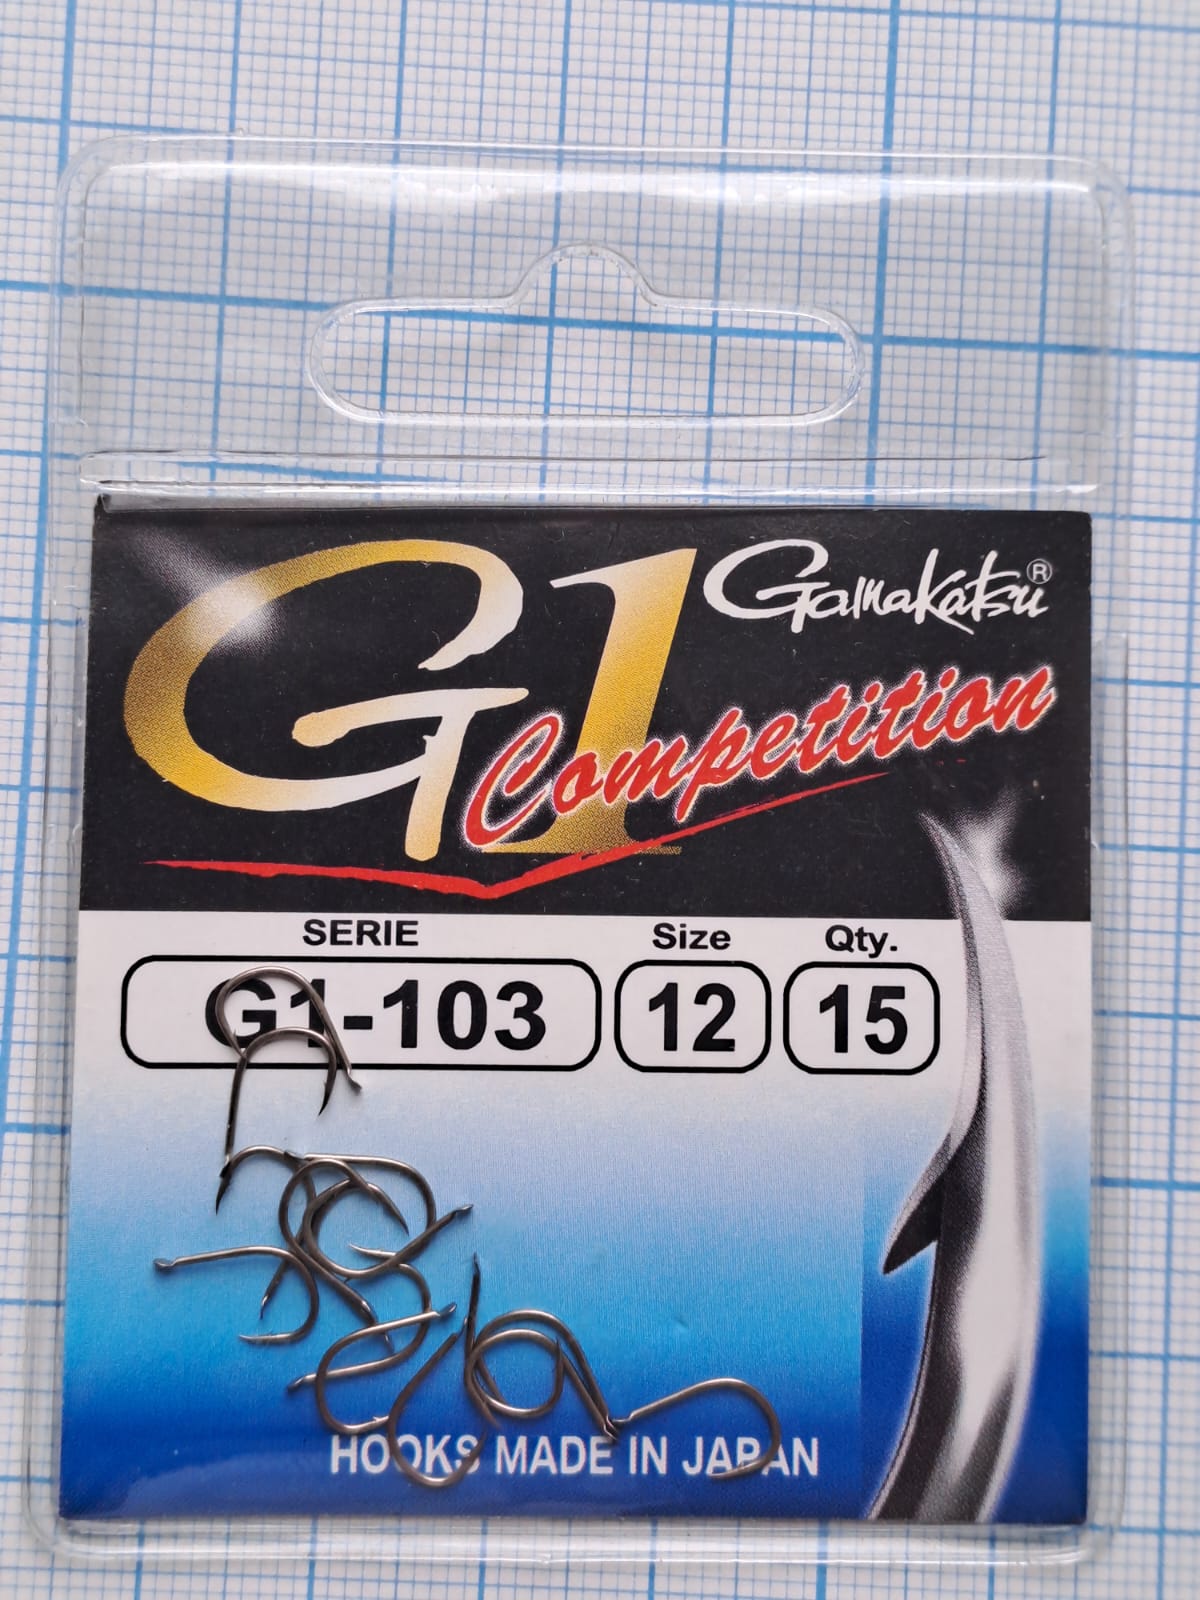 G1 Gamakatsu®
Competition
SERIE Size Qty.
G1-103 12 15
HOOKS MADE IN JAPAN